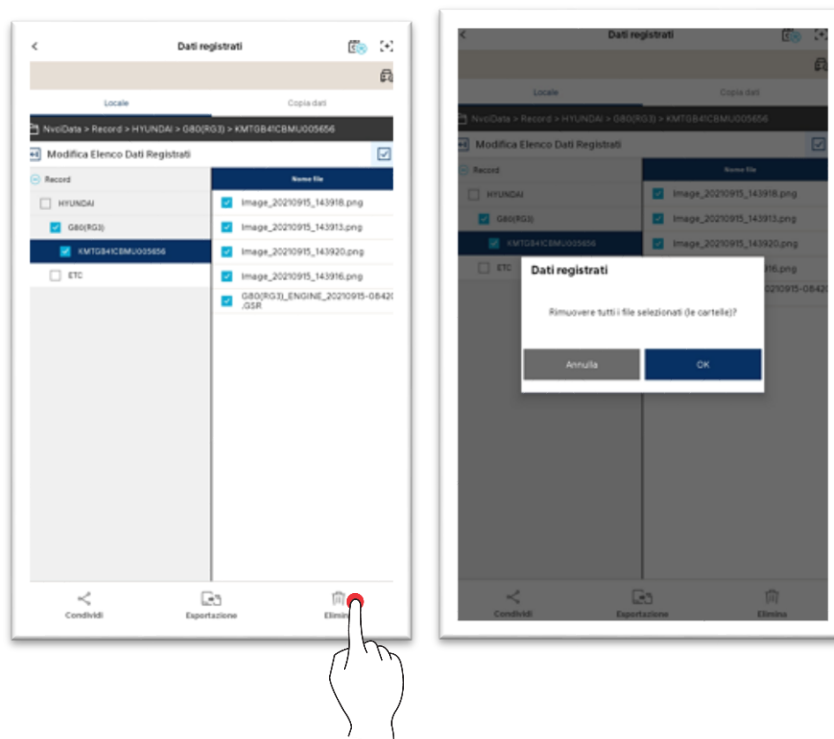 Dati registrati
Locale
Copia dati
NvciData > Record > HYUNDAI > G80(RG3) > KMTGB41CBMU005656
Modifica Elenco Dati Registrati
Record
Nome file
HYUNDAI
Image_20210915_143918.png
G80(RG3)
Image_20210915_143913.png
KMTGB41CBMU005656
Image_20210915_143920.png
ETC
Image_20210915_143916.png
G80(RG3)_ENGINE_20210915-0842
.GSR
Condividi
Esportazione
Elimina
Dati registrati
Locale
Copia dati
NvciData > Record > HYUNDAI > G80(RG3) > KMTGB41CBMU005656
Modifica Elenco Dati Registrati
Record
Nome file
HYUNDAI
Image_20210915_143918.png
G80(RG3)
Image_20210915_143913.png
KMTGB41CBMU005656
Image_20210915_143920.png
ETC
916.png
0210915-0842
Dati registrati
Rimuovere tutti i file selezionati (le cartelle)?
Annulla
OK
Condividi
Esportazione
Elimina